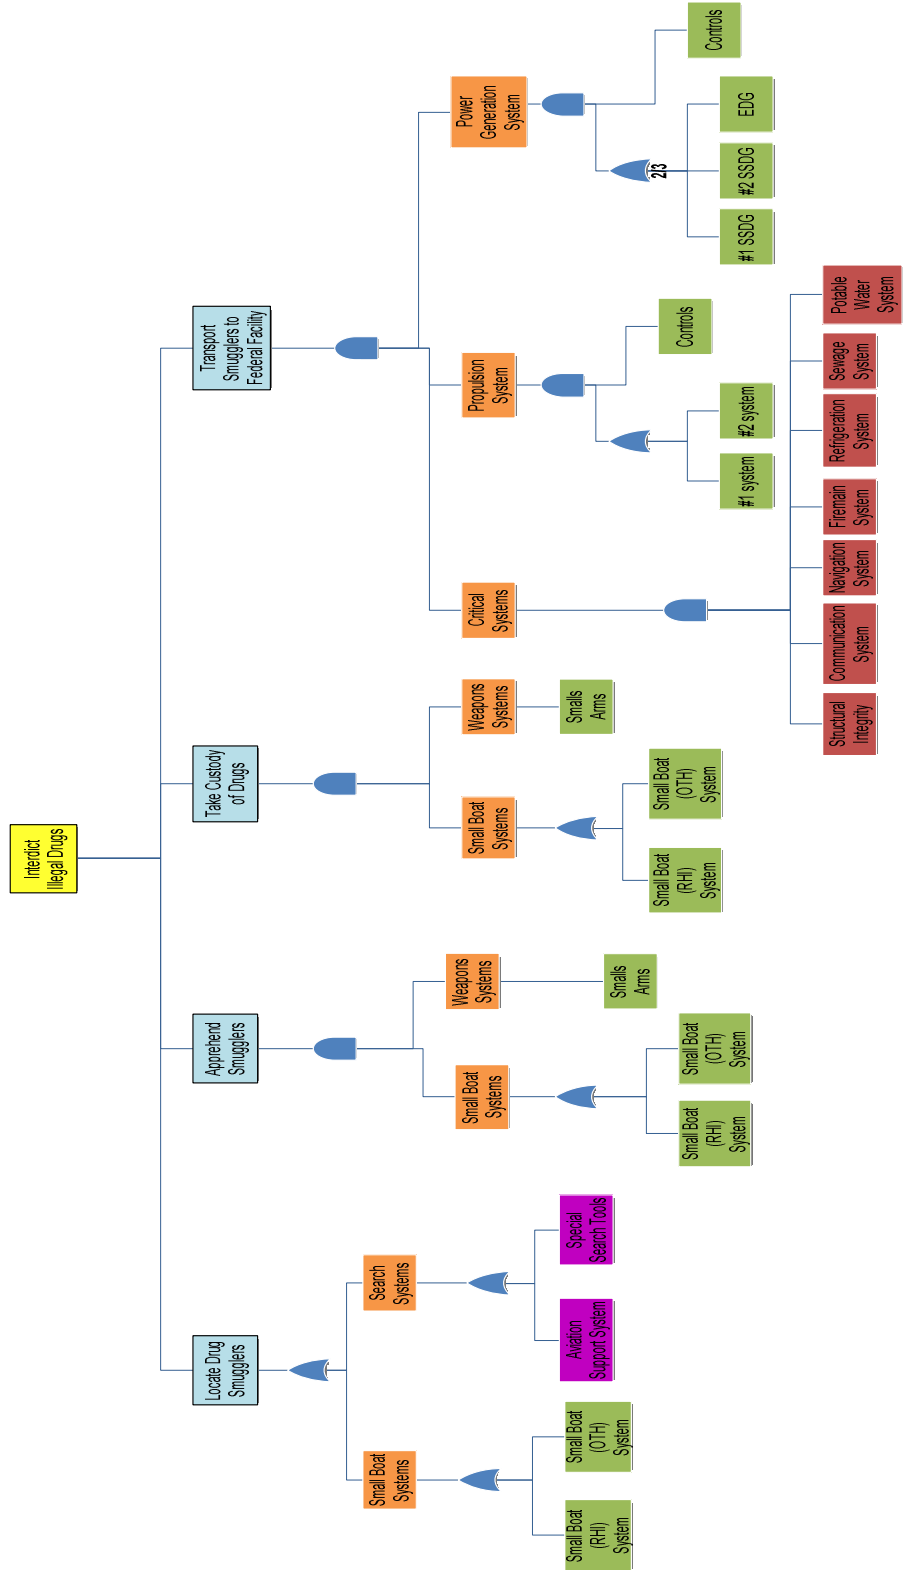 Interdict
Illegal Drugs
Locate Drug
Smugglers
Apprehend
Smugglers
Take Custody
of Drugs
Transport
Smugglers to
Federal Facility
Small Boat
Systems
Search
Systems
Small Boat
Systems
Weapons
Systems
Small Boat
Systems
Weapons
Systems
Critical
Systems
Propulsion
System
Power
Generation
System
Small Boat
(RHI)
System
Small Boat
(OTH)
System
Aviation
Support System
Special
Search Tools
Small Boat
(RHI)
System
Small Boat
(OTH)
System
Smalls
Arms
Small Boat
(RHI)
System
Small Boat
(OTH)
System
Smalls
Arms
#1 system
#2 system
Controls
2/3
#1 SSDG
#2 SSDG
EDG
Controls
Structural
Integrity
Communication
System
Navigation
System
Firemain
System
Refrigeration
System
Sewage
System
Potable
Water
System